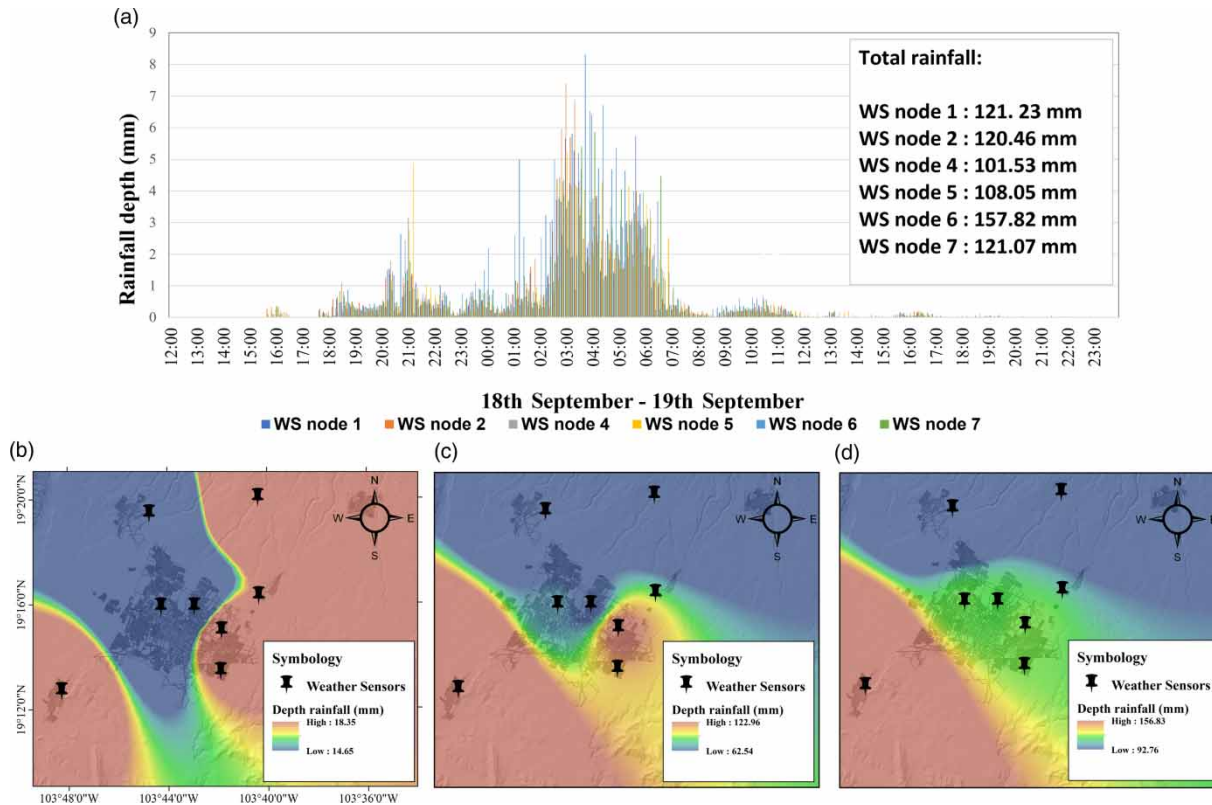 (a)
9
8
7
6
5
4
3
2
1
0
Rainfall depth (mm)
Total rainfall:
WS node 1 : 121. 23 mm
WS node 2 : 120.46 mm
WS node 4 : 101.53 mm
WS node 5 : 108.05 mm
WS node 6 : 157.82 mm
WS node 7 : 121.07 mm
12:00 13:00 14:00 15:00 16:00 17:00 18:00 19:00 20:00 21:00 22:00 23:00 00:00 01:00 02:00 03:00 04:00 05:00 06:00 07:00 08:00 09:00 10:00 11:00 12:00 13:00 14:00 15:00 16:00 17:00 18:00 19:00 20:00 21:00 22:00 23:00
18th September - 19th September
WS node 1 WS node 2 WS node 4 WS node 5 WS node 6 WS node 7
(b)
19°20'0"N
19°16'0"N
19°12'0"N
N
W E
S
Symbology
Weather Sensors
Depth rainfall (mm)
High : 18.35
Low : 14.65
103°48'0"W 103°44'0"W 103°40'0"W 103°36'0"W
(c)
N
W E
S
Symbology
Weather Sensors
Depth rainfall (mm)
High : 122.96
Low : 62.54
(d)
N
W E
S
Symbology
Weather Sensors
Depth rainfall (mm)
High : 156.83
Low : 92.76